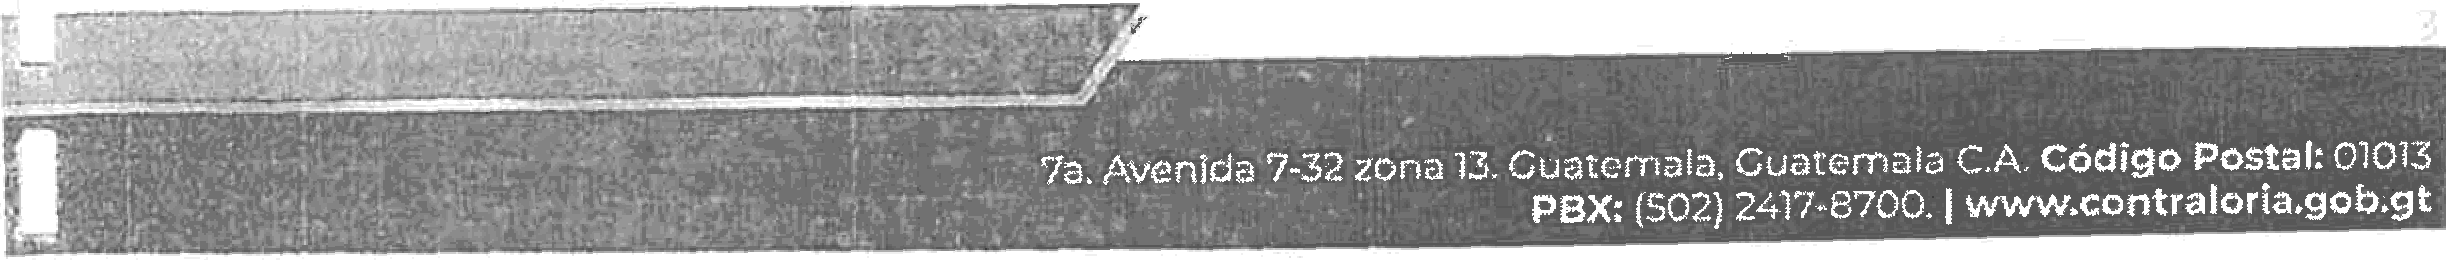 7a. Avenida 7-32 zona 13. Guatemala, Guatemala C.A. Código Postal: 01013
PBX: (502) 2417-8700. | www.contraloria.gob.gt